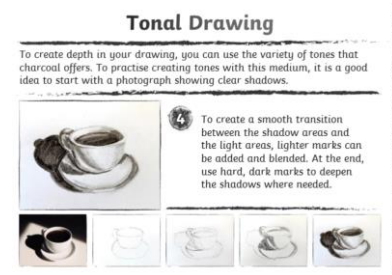 Tonal Drawing
To create depth in your drawing, you can use the variety of tones that
charcoal offers. To practise creating tones with this medium, it is a good
idea to start with a photograph showing clear shadows.
4
To create a smooth transition
between the shadow areas and
the light areas, lighter marks can
be added and blended. At the end,
use hard, dark marks to deepen
the shadows where needed.